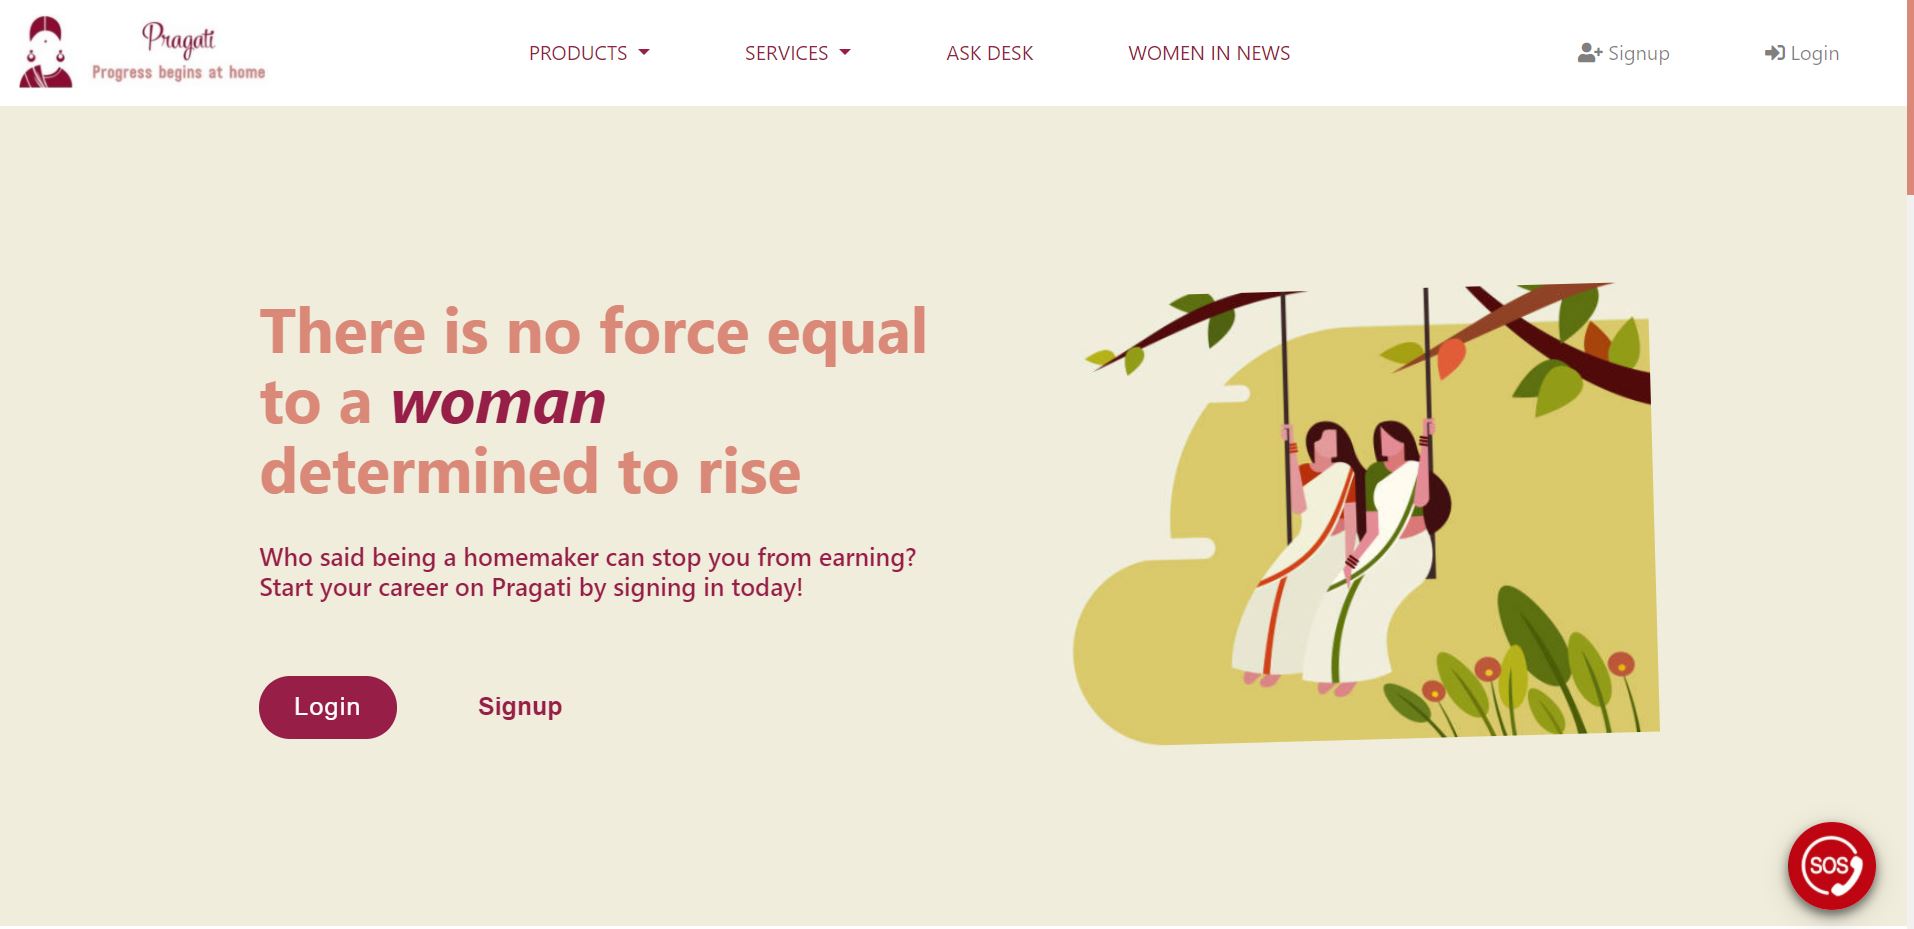 Pragati
Progress begins at home
PRODUCTS
SERVICES
ASK DESK
WOMEN IN NEWS
Signup
Login
There is no force equal
to a woman
determined to rise
Who said being a homemaker can stop you from earning?
Start your career on Pragati by signing in today!
Login
Signup
SOS